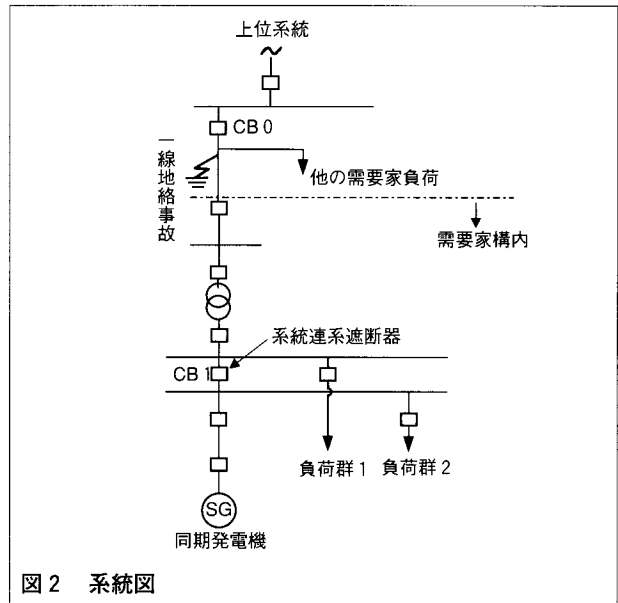 上位系統
CB 0
一線地絡事故
他の需要家負荷
需要家構内
系統連系遮断器
CB 1
負荷群 1
負荷群 2
SG
同期発電機
図 2 系統図